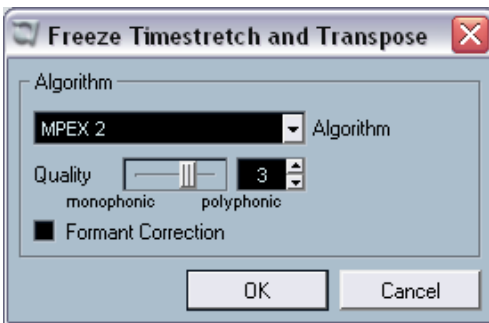 Freeze Timestretch and Transpose
Algorithm
MPEX 2 Algorithm
Quality 3
monophonic polyphonic
Formant Correction
OK Cancel